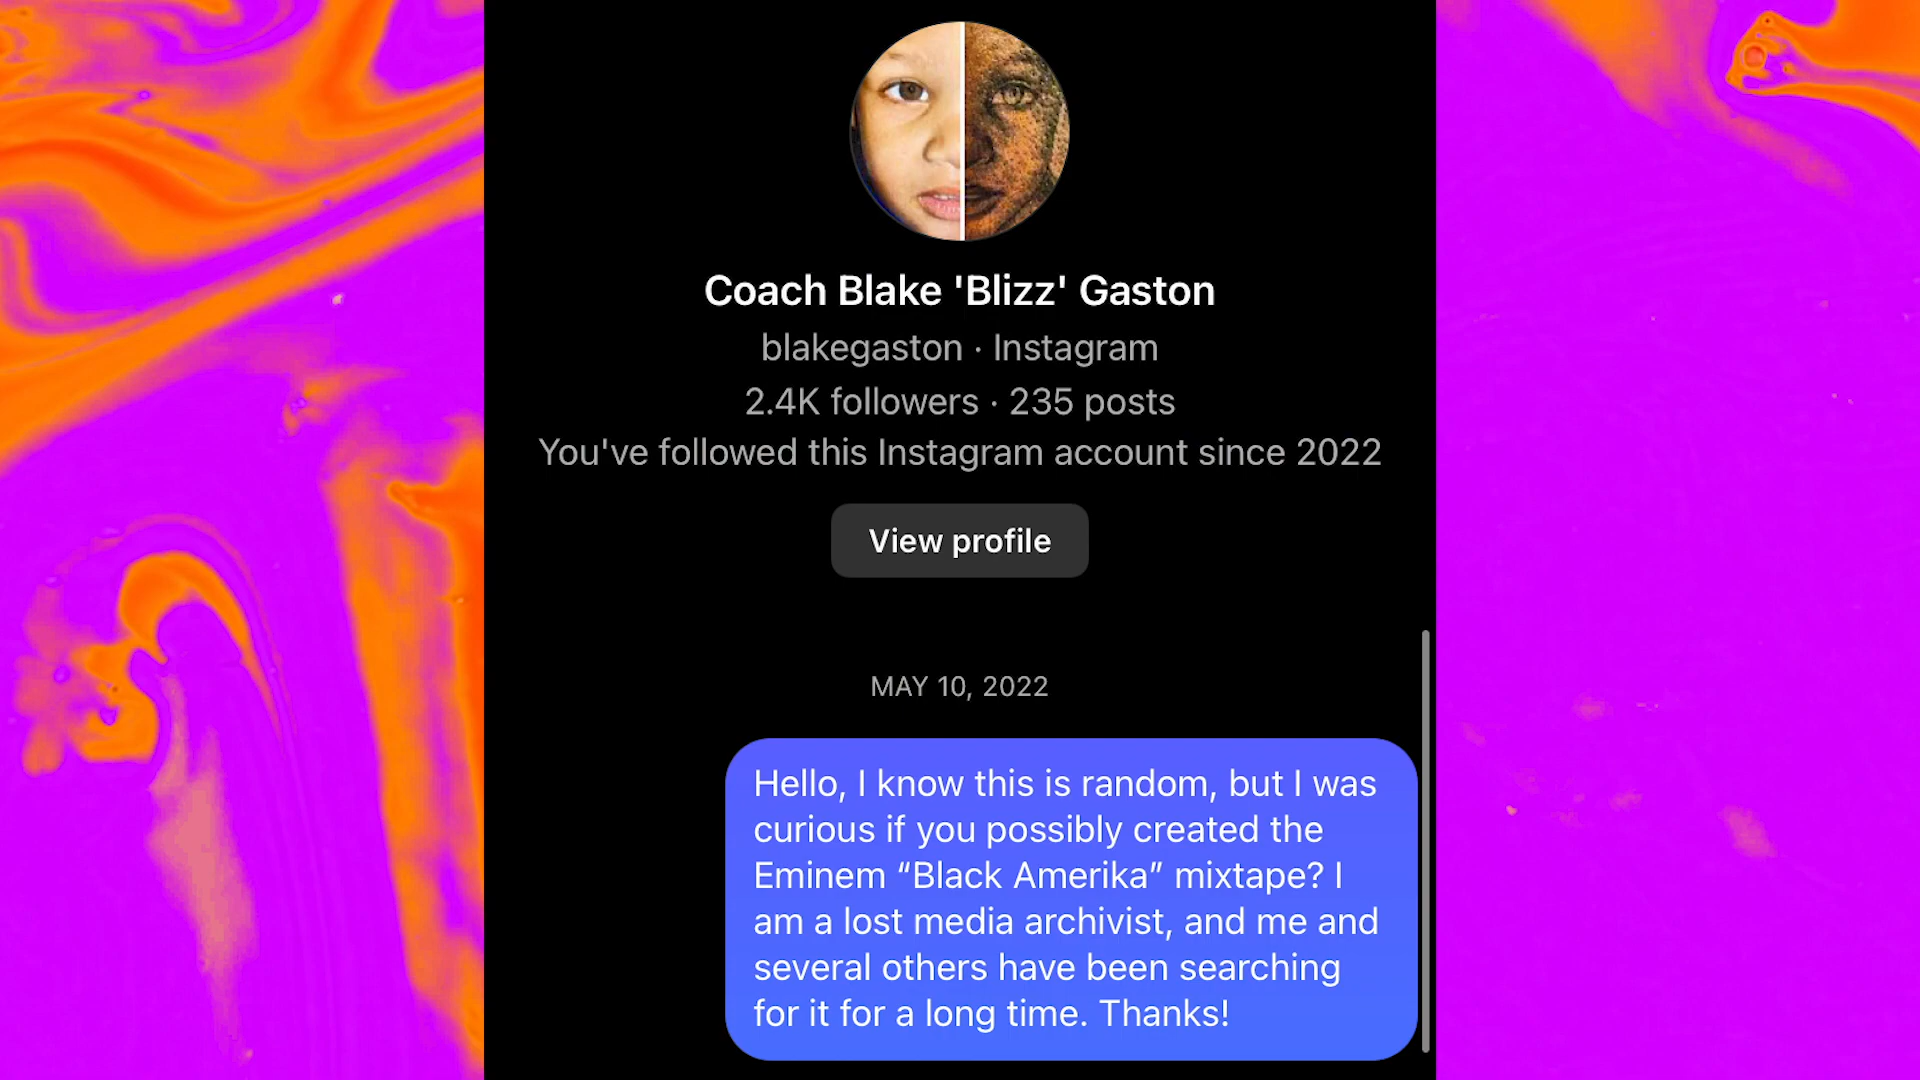 Coach Blake 'Blizz' Gaston
blakegaston · Instagram
2.4K followers · 235 posts
You've followed this Instagram account since 2022
View profile
MAY 10, 2022
Hello, I know this is random, but I was
curious if you possibly created the
Eminem “Black Amerika” mixtape? I
am a lost media archivist, and me and
several others have been searching
for it for a long time. Thanks!